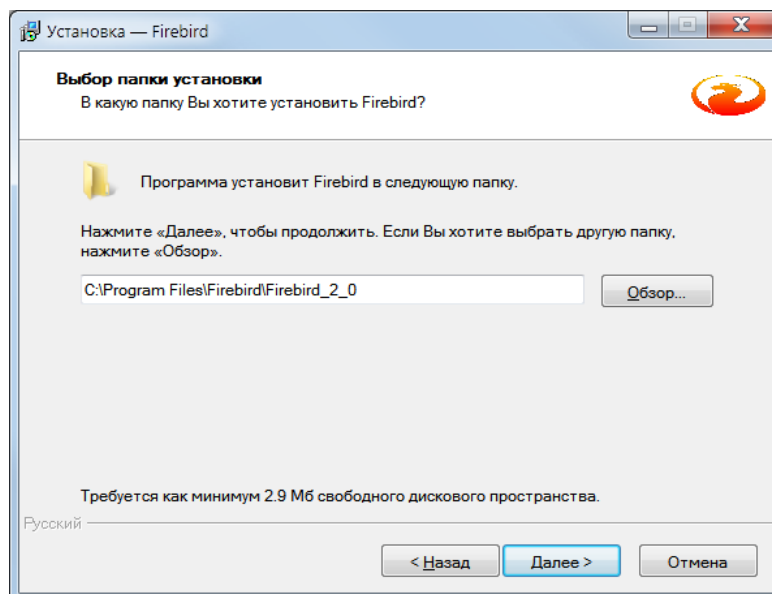 Установка — Firebird
Выбор папки установки
В какую папку Вы хотите установить Firebird?
Программа установит Firebird в следующую папку.
Нажмите «Далее», чтобы продолжить. Если Вы хотите выбрать другую папку,
нажмите «Обзор».
C:\Program Files\Firebird\Firebird_2_0
Обзор...
Требуется как минимум 2.9 Мб свободного дискового пространства.
Русский
< Назад
Далее >
Отмена